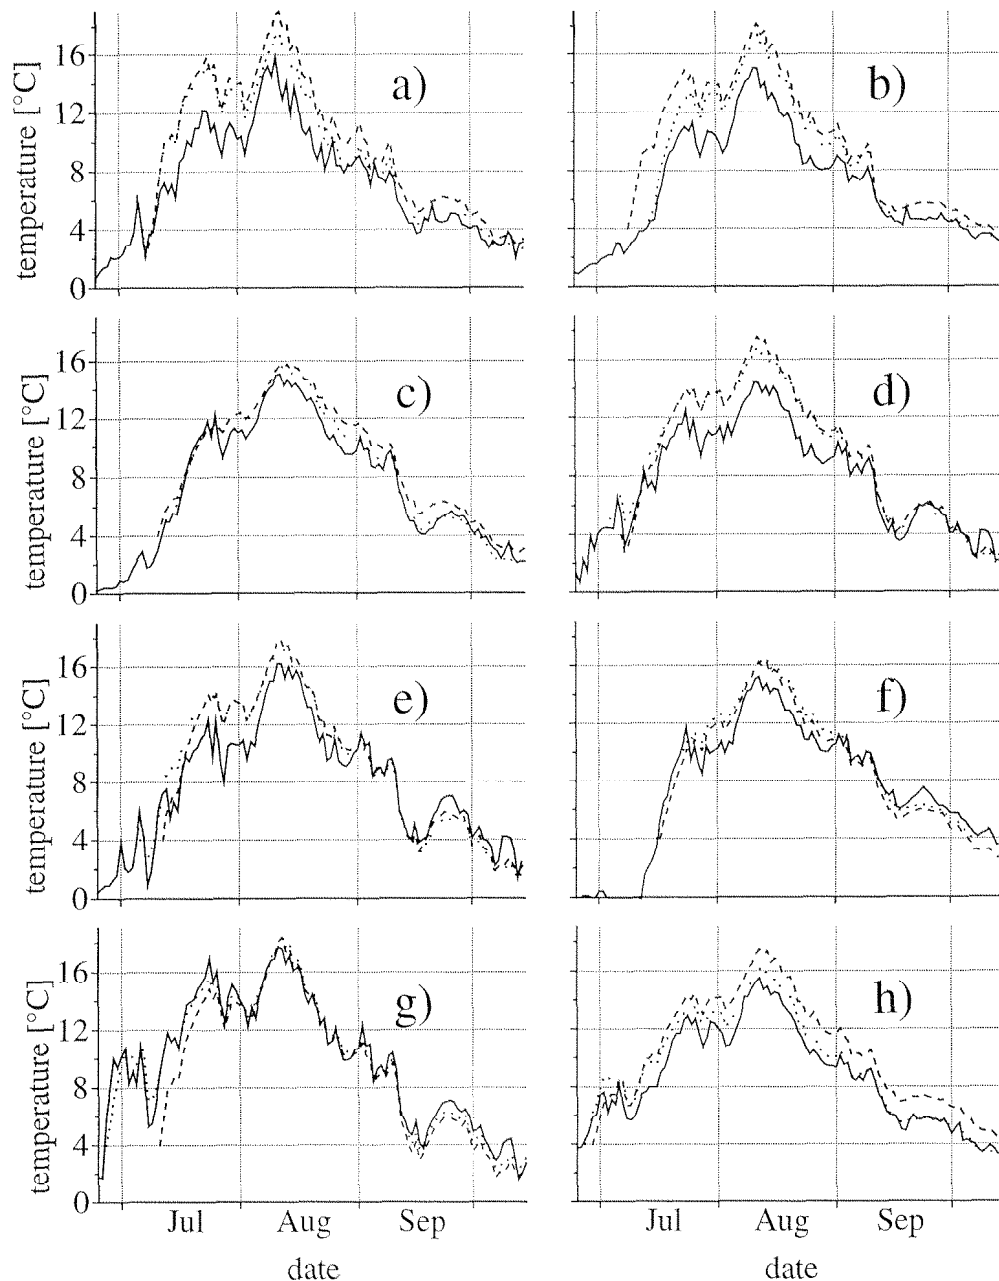 temperature [°C]
16
12
8
4
0
a)
b)
temperature [°C]
16
12
8
4
0
c)
d)
temperature [°C]
16
12
8
4
0
e)
f)
temperature [°C]
16
12
8
4
0
g)
h)
Jul Aug Sep
Jul Aug Sep
date
date